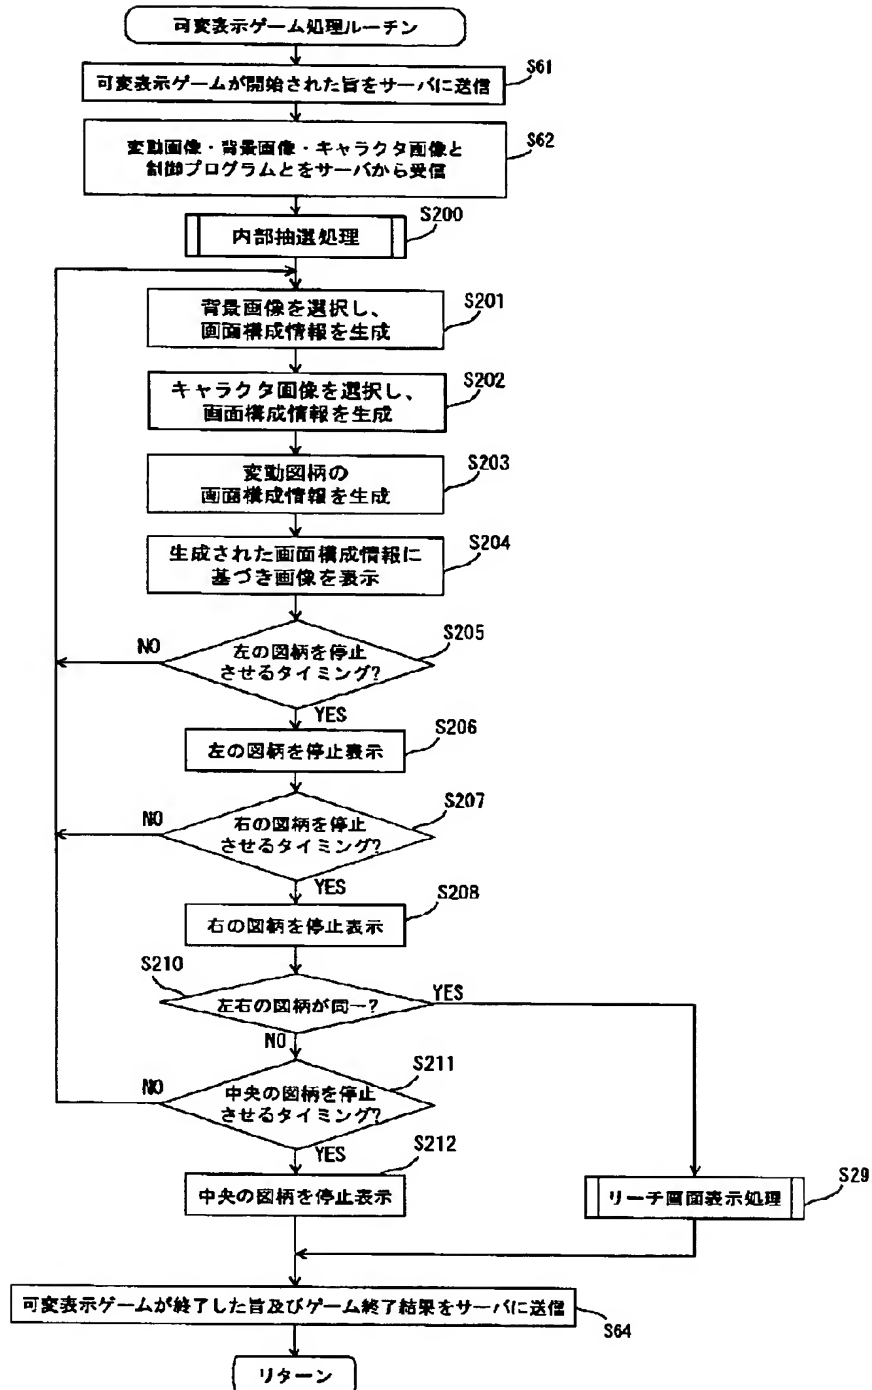 可変表示ゲーム処理ルーチン
S61
可変表示ゲームが開始された旨をサーバに送信
S62
変動画像・背景画像・キャラクタ画像と
制御プログラムとをサーバから受信
S200
内部抽選処理
S201
背景画像を選択し、
画面構成情報を生成
S202
キャラクタ画像を選択し、
画面構成情報を生成
S203
変動図柄の
画面構成情報を生成
S204
生成された画面構成情報に
基づき画像を表示
S205
NO
左の図柄を停止
させるタイミング?
YES
S206
左の図柄を停止表示
S207
NO
右の図柄を停止
させるタイミング?
YES
S208
右の図柄を停止表示
S210
左右の図柄が同一?
YES
NO
S211
NO
中央の図柄を停止
させるタイミング?
YES
S212
中央の図柄を停止表示
S29
リーチ画面表示処理
可変表示ゲームが終了した旨及びゲーム終了結果をサーバに送信
S64
リターン